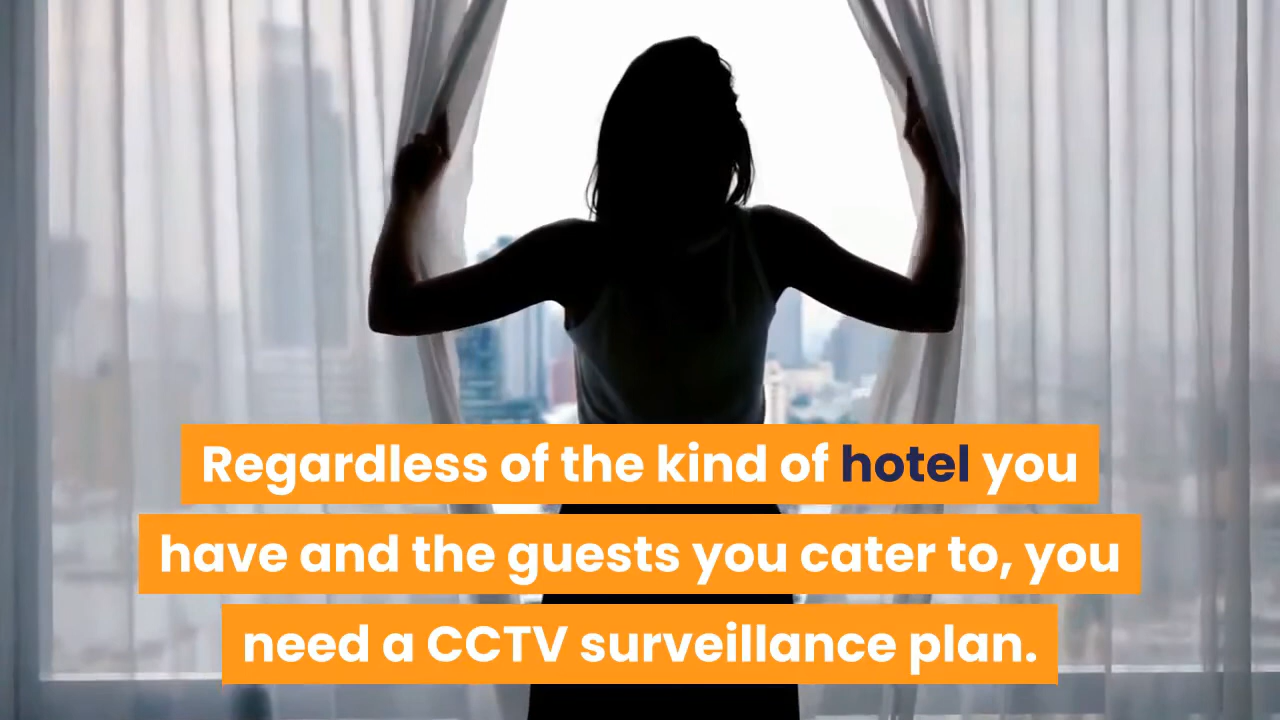 Regardless of the kind of hotel you
have and the guests you cater to, you
need a CCTV surveillance plan.